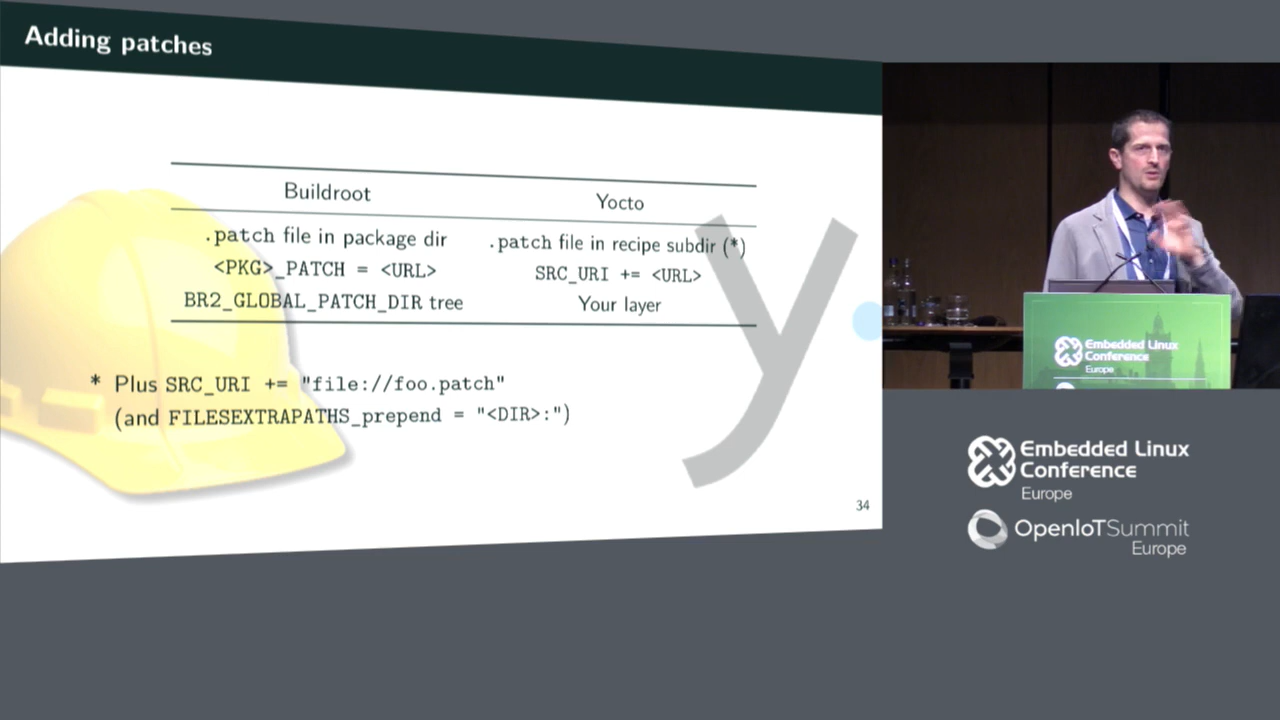 Adding patches
Buildroot
Yocto
.patch file in package dir
.patch file in recipe subdir (*)
<PKG>_PATCH = <URL>
SRC_URI += <URL>
BR2_GLOBAL_PATCH_DIR tree
Your layer
* Plus SRC_URI += "file://foo.patch"
(and FILESEXTRAPATHS_prepend = "<DIR>:")
34
y
Embedded Linux
Conference
Europe
Embedded Linux
Conference
Europe
OpenIoTSummit
Europe